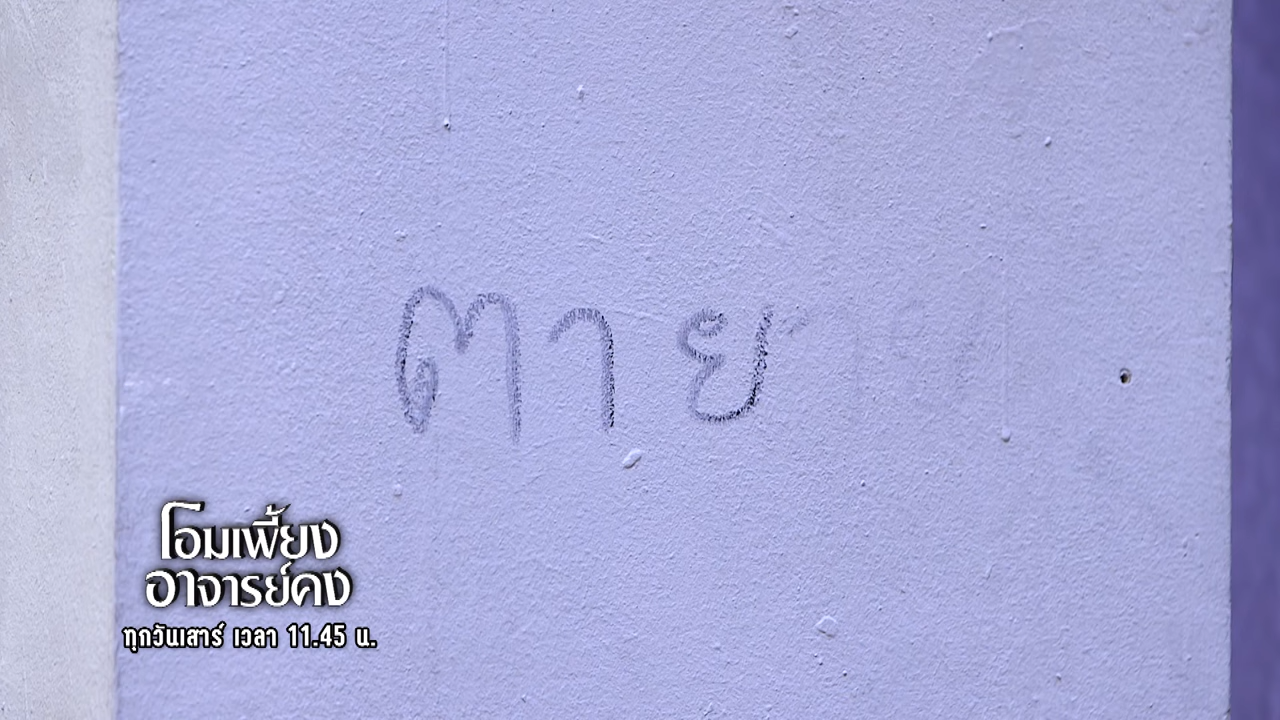 ตาย
โอมเพี้ยง
อาจารย์คง
ทุกวันเสาร์ เวลา 11.45 น.